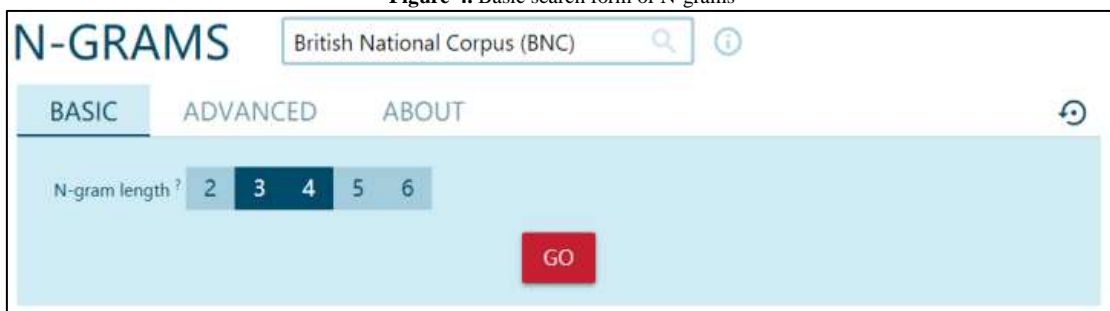 Figure 4. Basic search form of N-grams
N-GRAMS British National Corpus (BNC)
BASIC ADVANCED ABOUT
N-gram length ? 2 3 4 5 6
GO